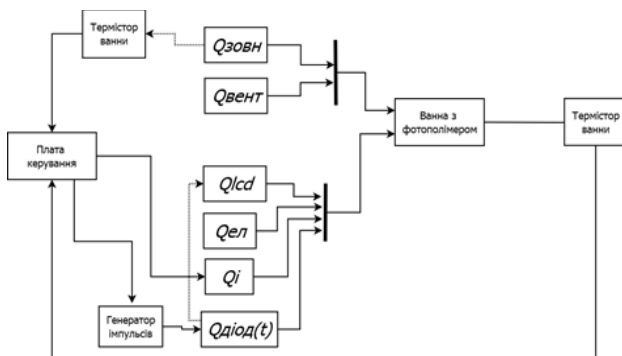 Термістор
ванни
Qзовн
Qвент
Ванна з
фотополімером
Термістор
ванни
Плата
керування
Qlcd
Qел
Qi
Генератор
імпульсів
Qдіод(t)